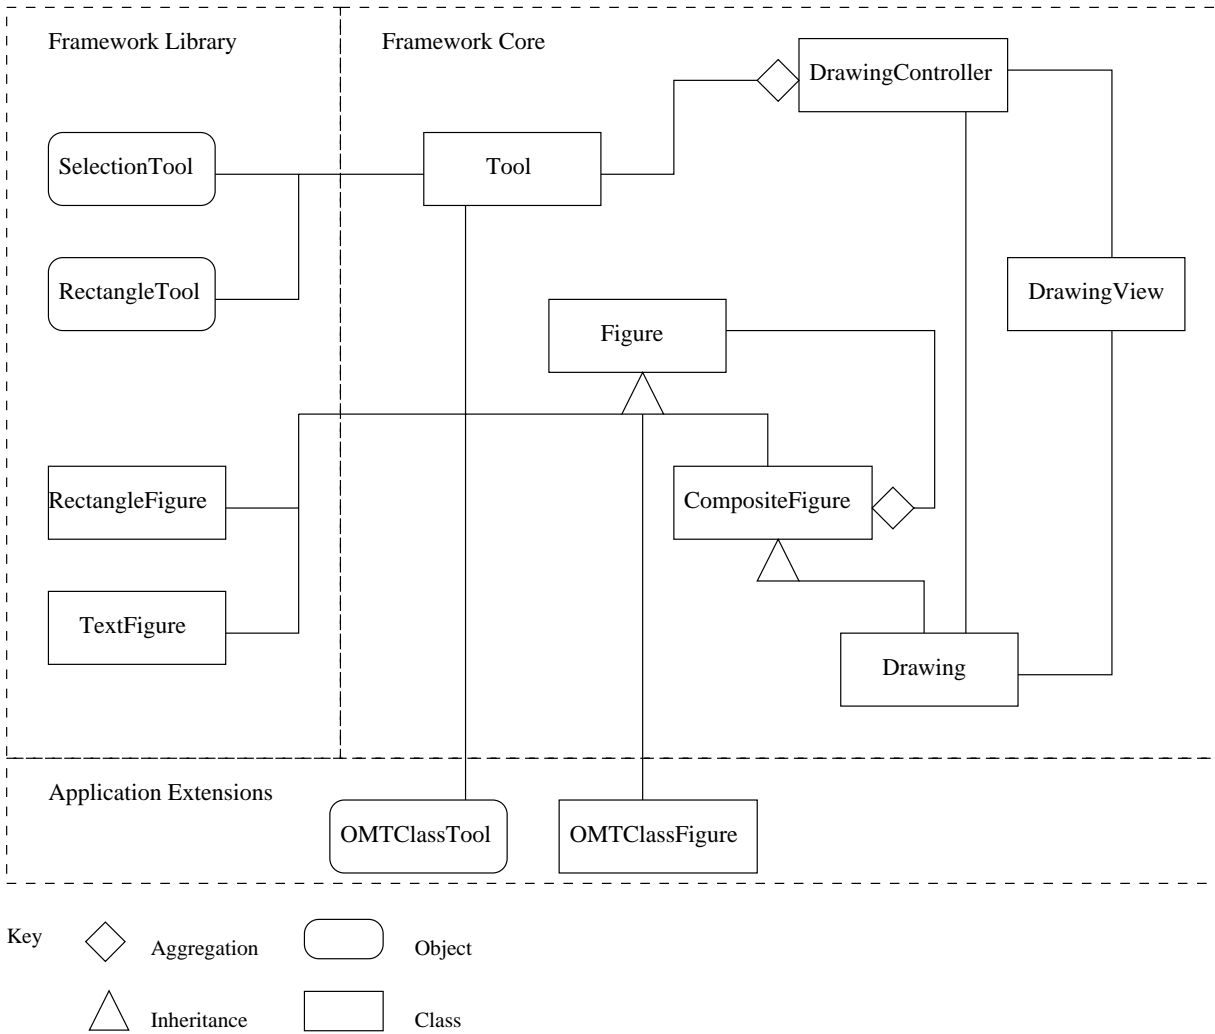 Framework Library
Framework Core
DrawingController
SelectionTool
Tool
RectangleTool
DrawingView
Figure
RectangleFigure
CompositeFigure
TextFigure
Drawing
Application Extensions
OMTClassTool
OMTClassFigure
Key
Aggregation
Object
Inheritance
Class